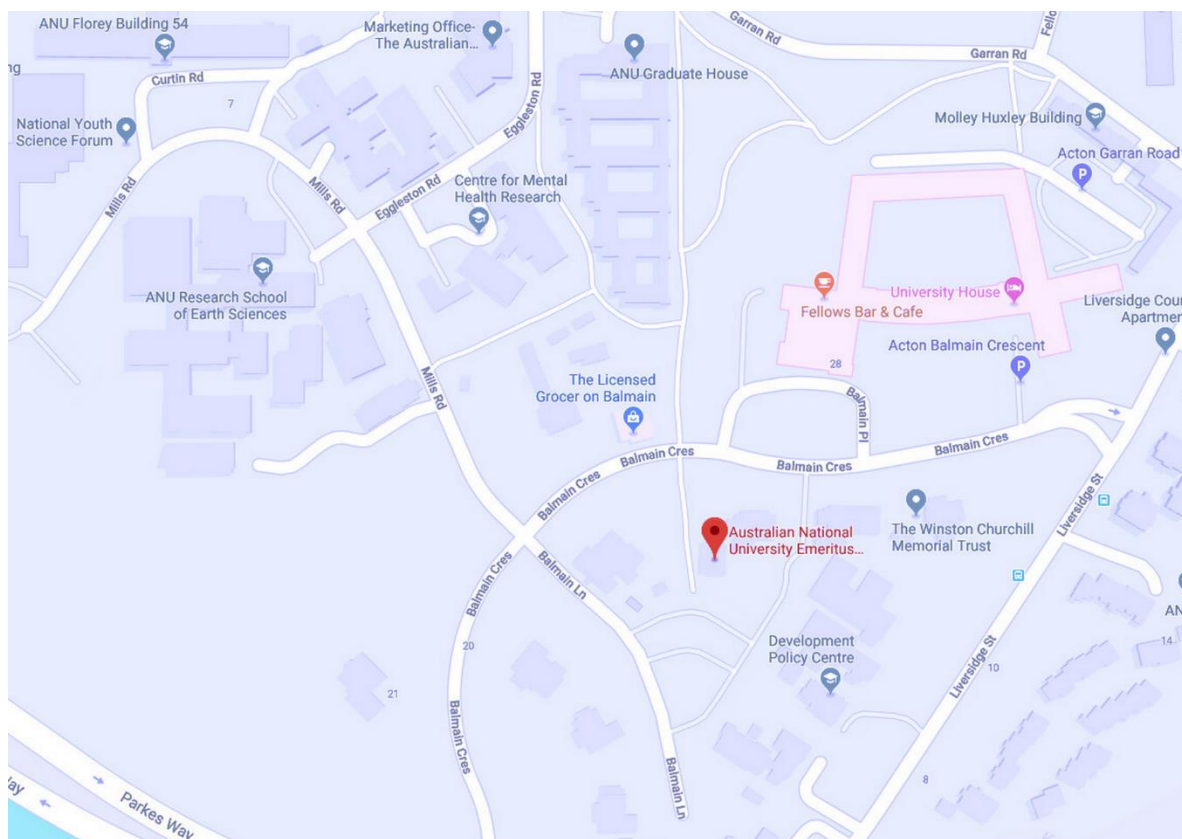 ANU Florey Building 54
Marketing Office-
The Australian...
Garran Rd
Garran Rd
Curtin Rd
ANU Graduate House
7
Eggleston Rd
Molley Huxley Building
National Youth
Science Forum
Acton Garran Road
P
Mills Rd
Mills Rd
Eggleston Rd
Centre for Mental
Health Research
ANU Research School
of Earth Sciences
University House
Fellows Bar & Cafe
Acton Balmain Crescent
P
28
The Licensed
Grocer on Balmain
Mills Rd
Balmain Pl
Balmain Cres
Balmain Cres
Balmain Cres
Balmain Cres
Liversidge St
The Winston Churchill
Memorial Trust
Australian National
University Emeritus...
Balmain Cres
Balmain Ln
Development
Policy Centre
20
21
14
10
Liversidge St
Balmain Cres
Balmain Ln
8
Parkes Way